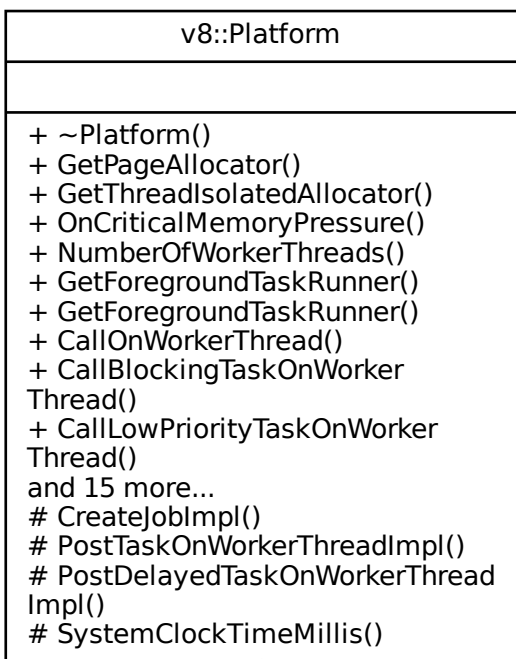 v8::Platform
+ ~Platform()
+ GetPageAllocator()
+ GetThreadIsolatedAllocator()
+ OnCriticalMemoryPressure()
+ NumberOfWorkerThreads()
+ GetForegroundTaskRunner()
+ GetForegroundTaskRunner()
+ CallOnWorkerThread()
+ CallBlockingTaskOnWorker
Thread()
+ CallLowPriorityTaskOnWorker
Thread()
and 15 more...
# CreateJobImpl()
# PostTaskOnWorkerThreadImpl()
# PostDelayedTaskOnWorkerThread
Impl()
# SystemClockTimeMillis()